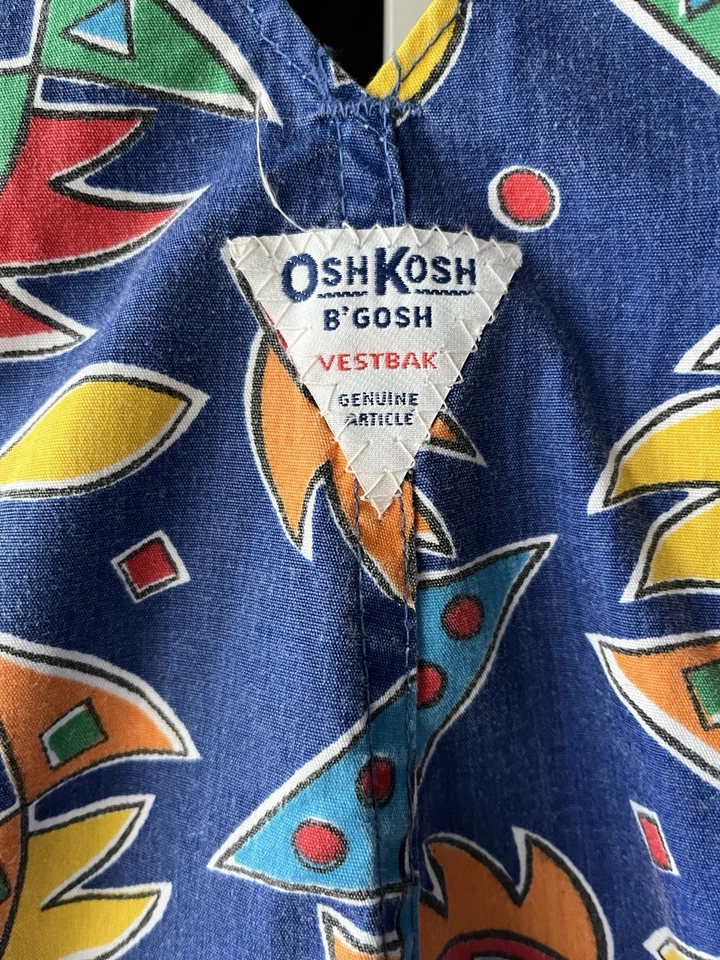 OSHKOSH
B'GOSH
VESTBAK
GENUINE
ARTICLE